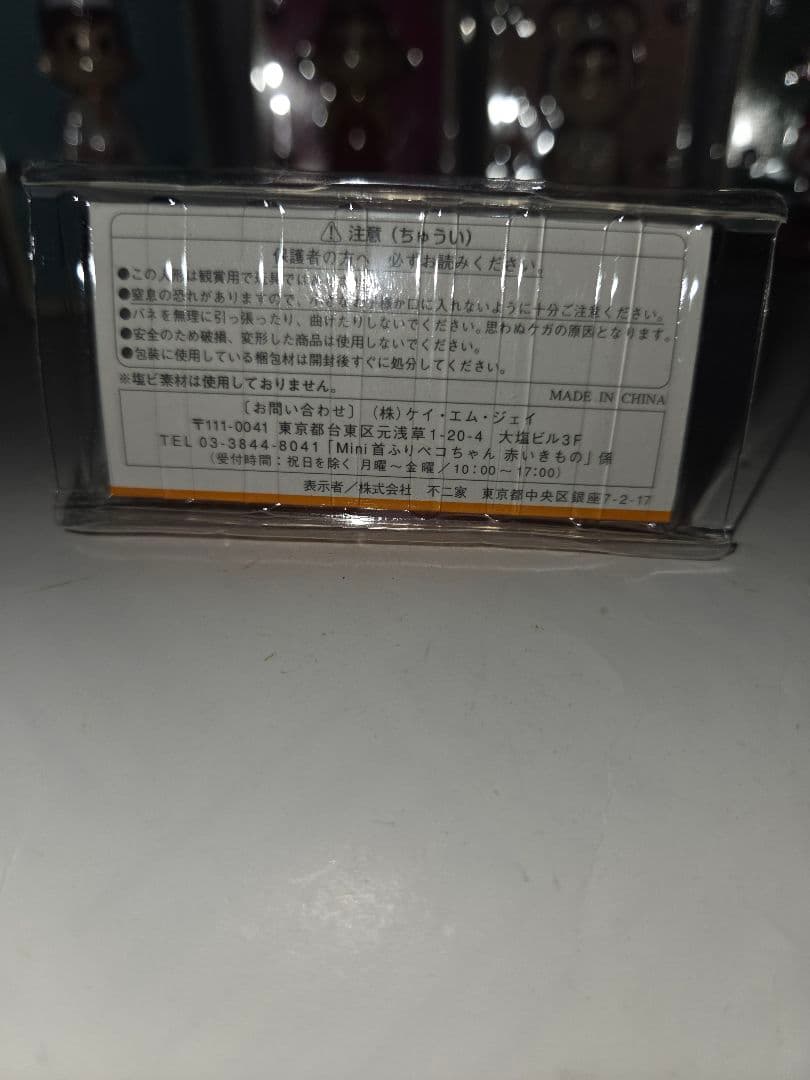 ⚠ 注意（ちゅうい）
保護者の方へ 必ずお読みください。
●この人形は観賞用で玩具では
●窒息の恐れがありますので、小さなお子様が口に入れないように十分ご注意ください。
●バネを無理に引っ張ったり、曲げたりしないでください。思わぬケガの原因となります。
●安全のため破損、変形した商品は使用しないでください。
●包装に使用している梱包材は開封後すぐに処分してください。
※塩ビ素材は使用しておりません。
MADE IN CHINA
〔お問い合わせ〕（株）ケイ・エム・ジェイ
〒111-0041 東京都台東区元浅草1-20-4 大塩ビル3F
TEL 03-3844-8041「Mini首ふりペコちゃん 赤いきもの」係
（受付時間：祝日を除く 月曜～金曜／10:00～17:00）
表示者／株式会社 不二家 東京都中央区銀座7-2-17